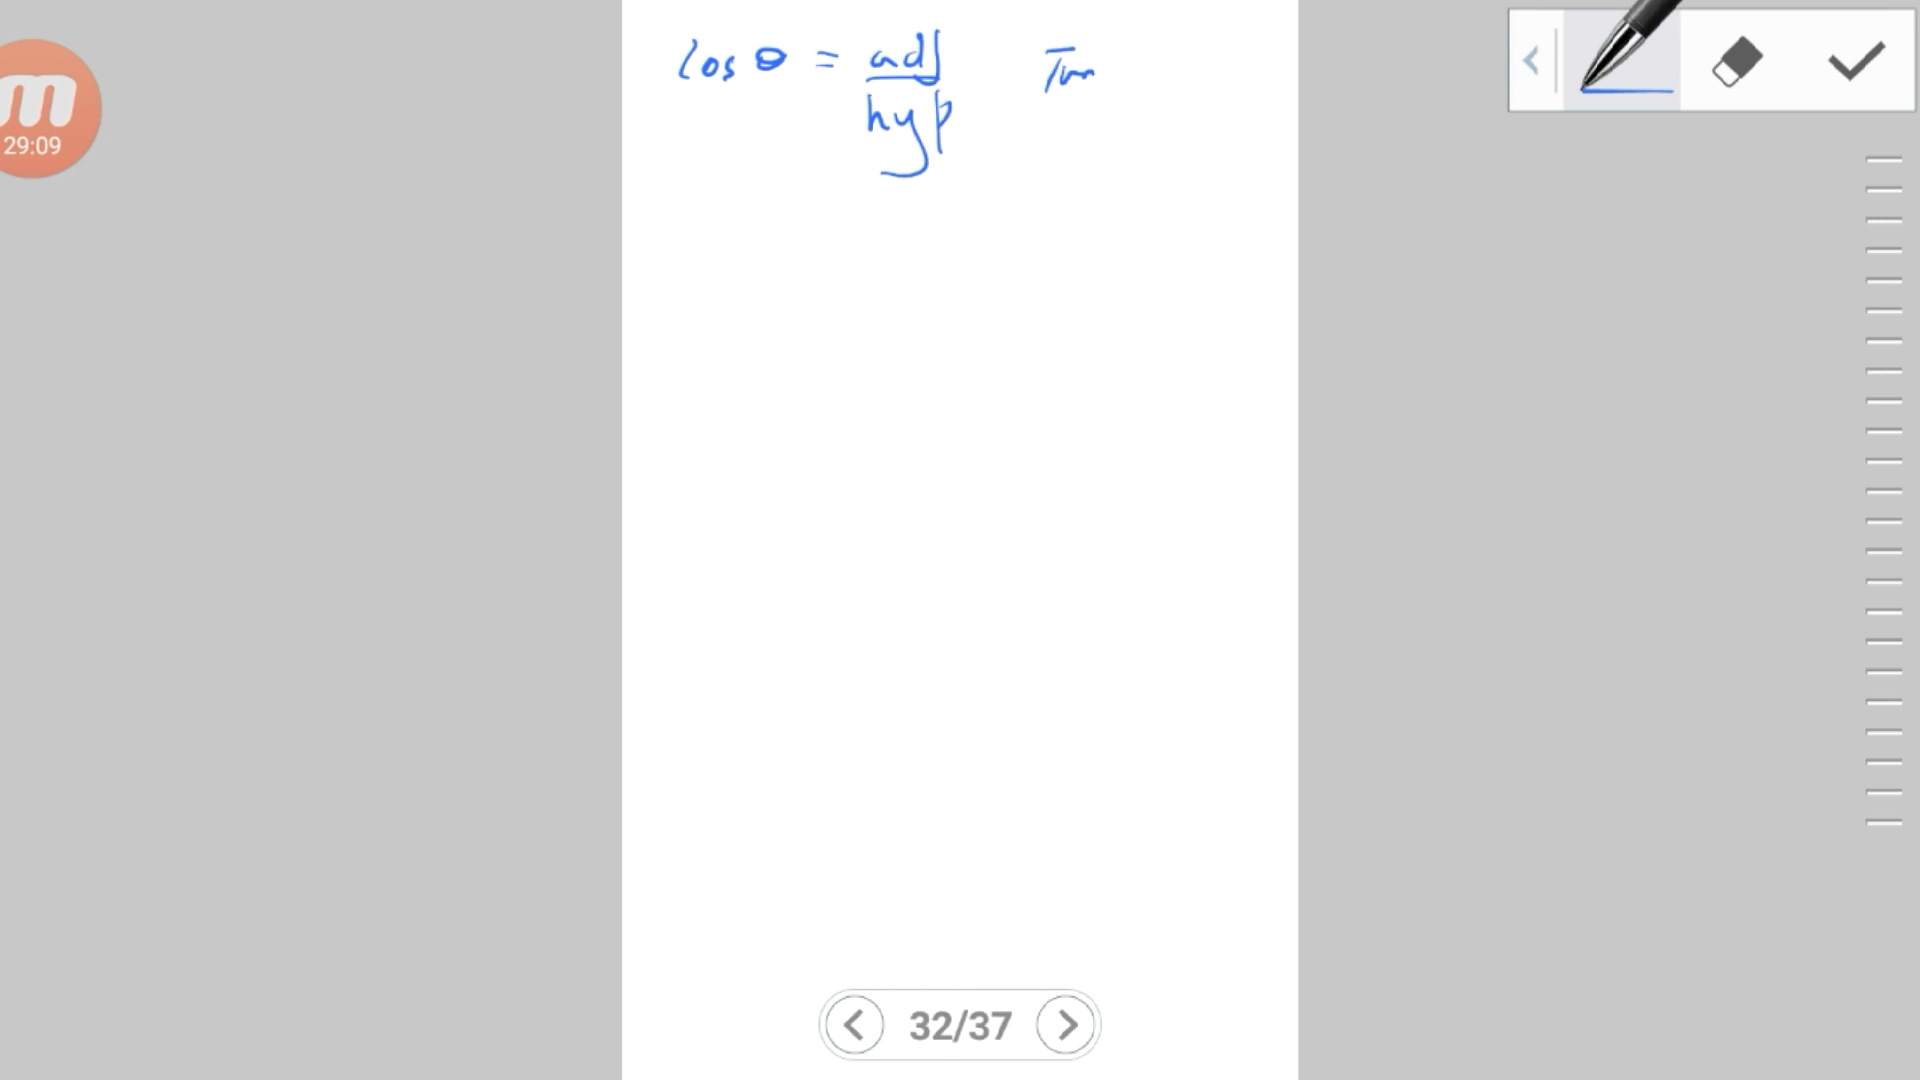 29:09
cos θ = adj/hyp Tan
32/37